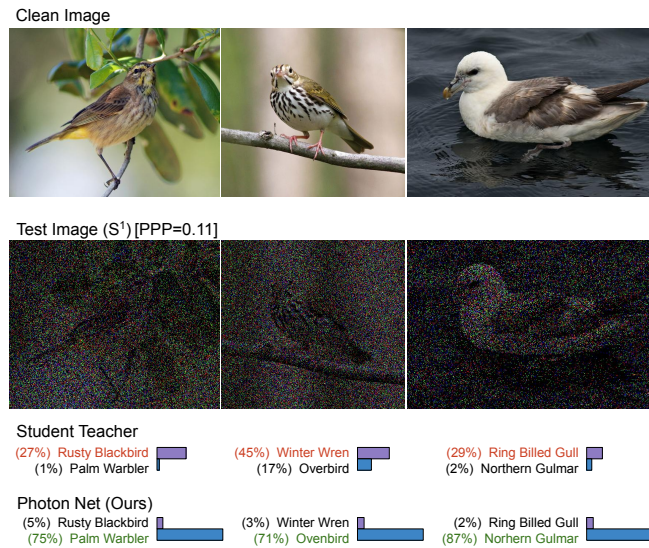 Clean Image
Test Image (S¹) [PPP=0.11]
Student Teacher
(27%) Rusty Blackbird (45%) Winter Wren (29%) Ring Billed Gull
(1%) Palm Warbler (17%) Overbird (2%) Northern Gulmar
Photon Net (Ours)
(5%) Rusty Blackbird (3%) Winter Wren (2%) Ring Billed Gull
(75%) Palm Warbler (71%) Ovenbird (87%) Norhern Gulmar